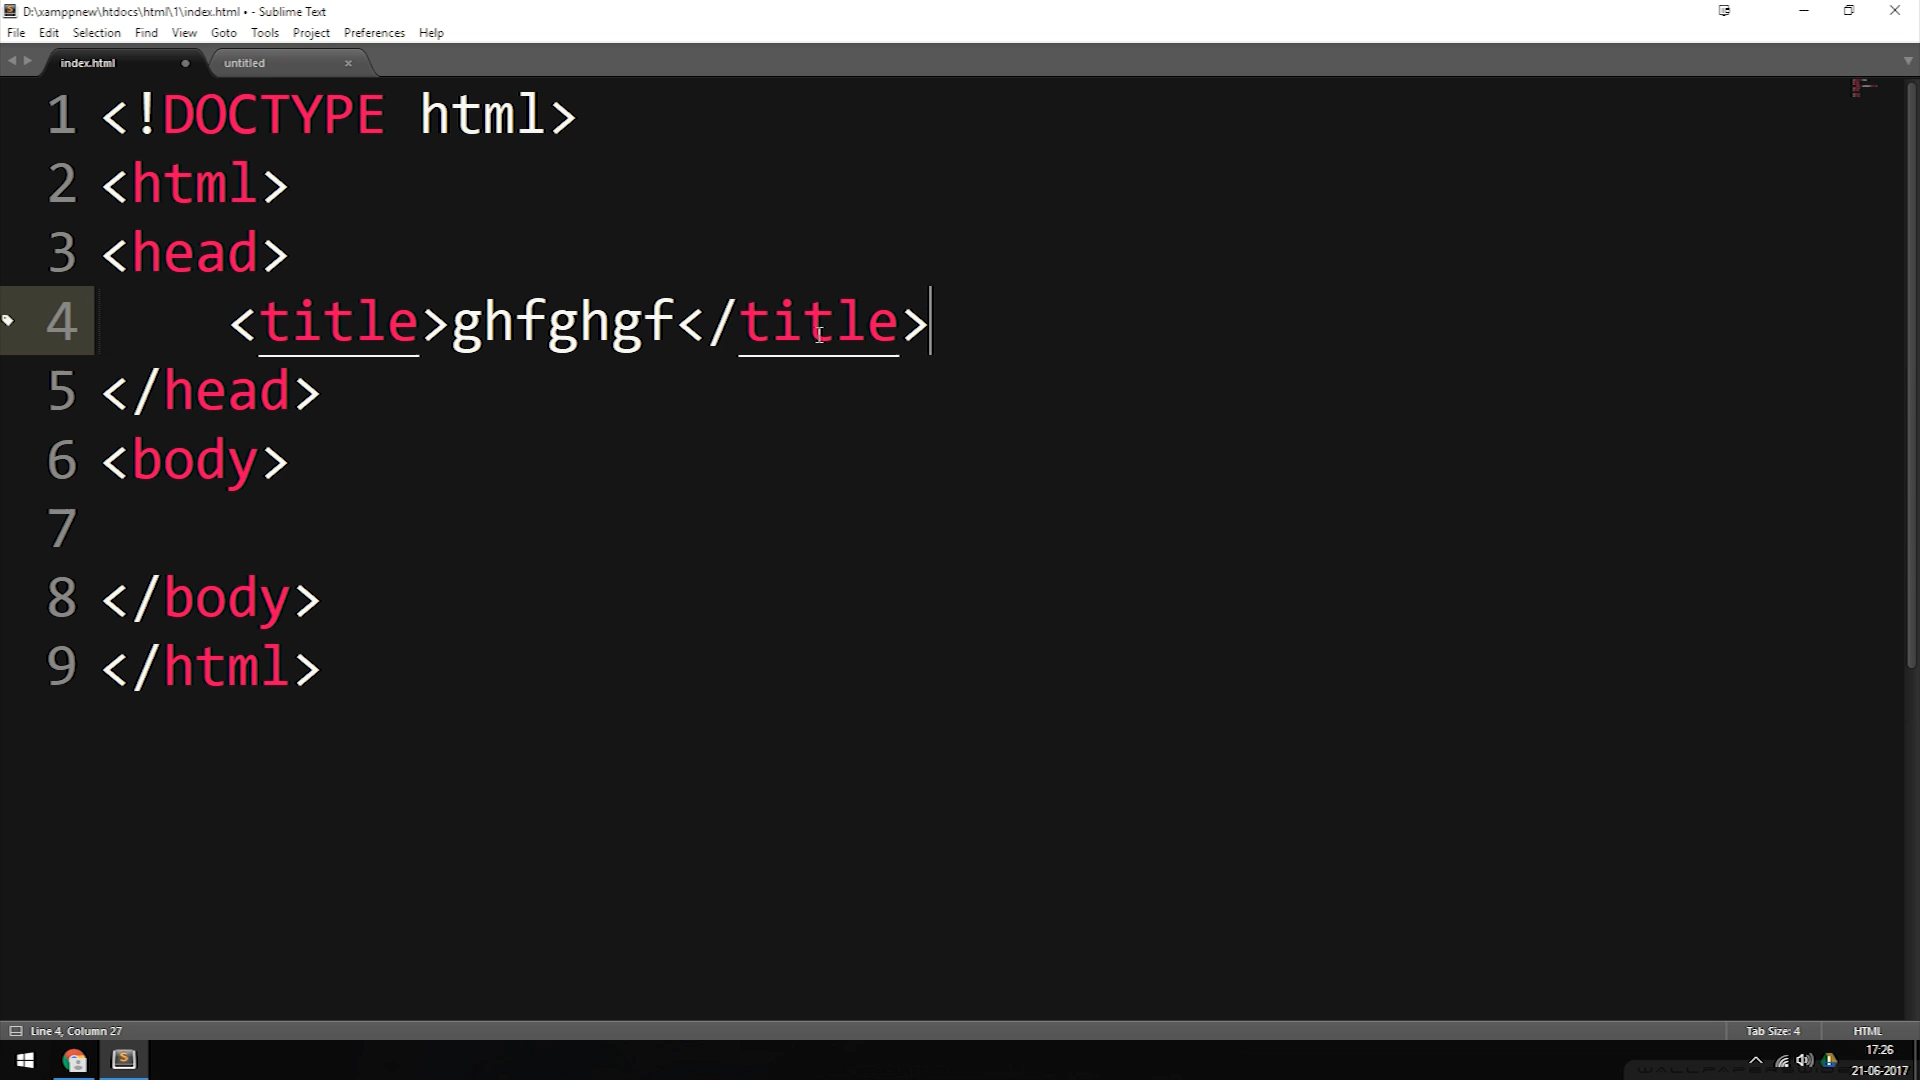 D:\xamppnew\htdocs\html\1\index.html • - Sublime Text
File Edit Selection Find View Goto Tools Project Preferences Help
index.html untitled
1 <!DOCTYPE html>
2 <html>
3 <head>
4 <title>ghfghgf</title>
5 </head>
6 <body>
7
8 </body>
9 </html>
Line 4, Column 27 Tab Size: 4 HTML
17:26
21-06-2017